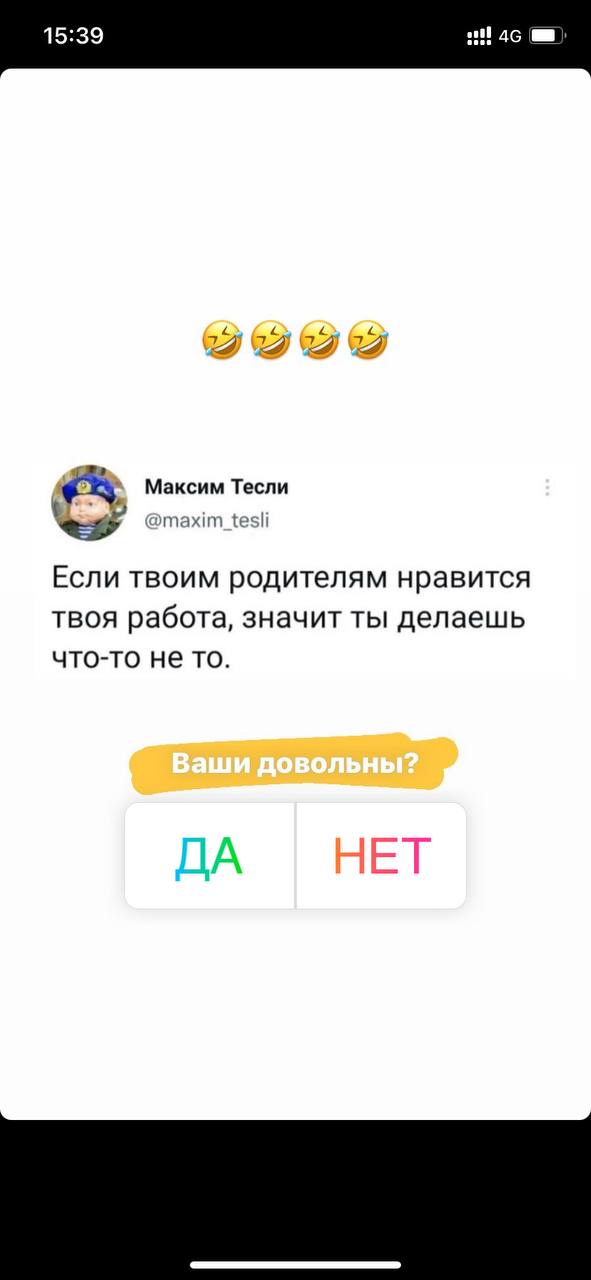 15:39
4G
🤣🤣🤣🤣
Максим Тесли
@maxim_tesli
Если твоим родителям нравится
твоя работа, значит ты делаешь
что-то не то.
Ваши довольны?
ДА
НЕТ